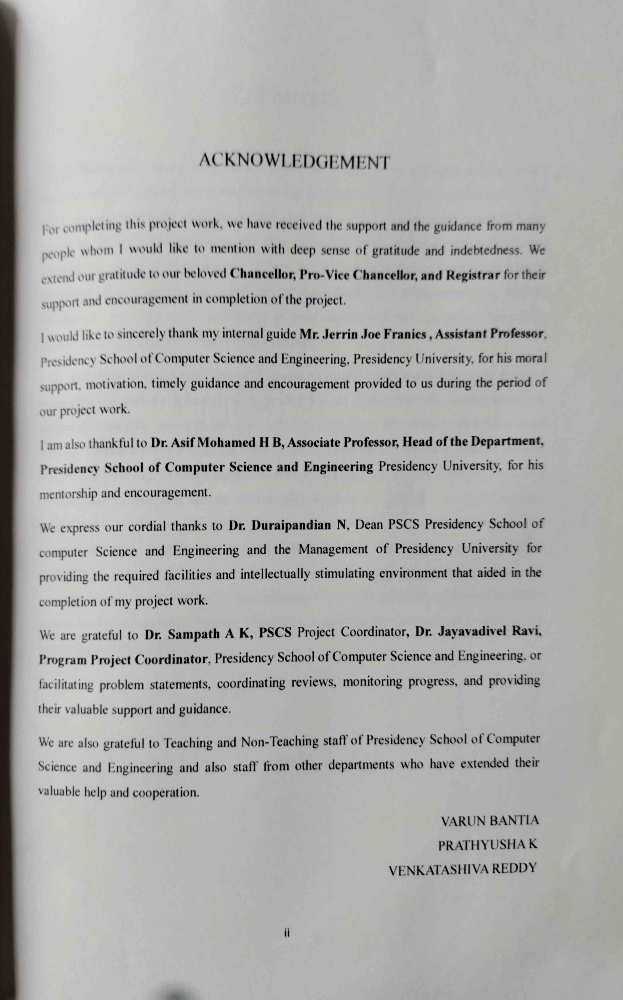 ACKNOWLEDGEMENT
For completing this project work, we have received the support and the guidance from many
people whom I would like to mention with deep sense of gratitude and indebtedness. We
extend our gratitude to our beloved Chancellor, Pro-Vice Chancellor, and Registrar for their
support and encouragement in completion of the project.
I would like to sincerely thank my internal guide Mr. Jerrin Joe Franics , Assistant Professor,
Presidency School of Computer Science and Engineering, Presidency University, for his moral
support, motivation, timely guidance and encouragement provided to us during the period of
our project work.
I am also thankful to Dr. Asif Mohamed H B, Associate Professor, Head of the Department,
Presidency School of Computer Science and Engineering Presidency University, for his
mentorship and encouragement.
We express our cordial thanks to Dr. Duraipandian N, Dean PSCS Presidency School of
computer Science and Engineering and the Management of Presidency University for
providing the required facilities and intellectually stimulating environment that aided in the
completion of my project work.
We are grateful to Dr. Sampath A K, PSCS Project Coordinator, Dr. Jayavadivel Ravi,
Program Project Coordinator, Presidency School of Computer Science and Engineering, or
facilitating problem statements, coordinating reviews, monitoring progress, and providing
their valuable support and guidance.
We are also grateful to Teaching and Non-Teaching staff of Presidency School of Computer
Science and Engineering and also staff from other departments who have extended their
valuable help and cooperation.
VARUN BANTIA
PRATHYUSHA K
VENKATASHIVA REDDY
ii